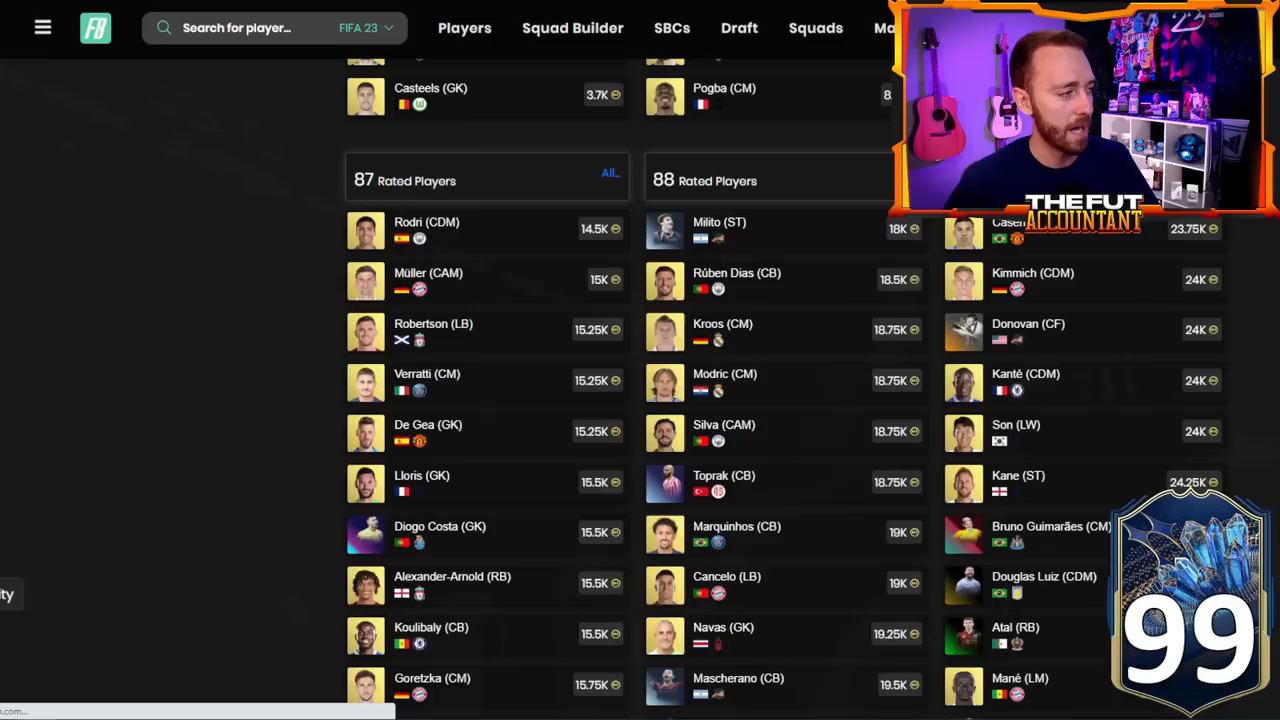 FB
Search for player...
FIFA 23
Players
Squad Builder
SBCs
Draft
Squads
23
THE FUT
ACCOUNTANT
Casteels (GK)
3.7K
Pogba (CM)
87 Rated Players
All...
88 Rated Players
Rodri (CDM)
14.5K
Milito (ST)
18K
23.75K
Müller (CAM)
15K
Rúben Dias (CB)
18.5K
Kimmich (CDM)
24K
Robertson (LB)
15.25K
Kroos (CM)
18.75K
Donovan (CF)
24K
Verratti (CM)
15.25K
Modric (CM)
18.75K
Kanté (CDM)
24K
De Gea (GK)
15.25K
Silva (CAM)
18.75K
Son (LW)
24K
Lloris (GK)
15.5K
Toprak (CB)
18.75K
Kane (ST)
24.25K
Diogo Costa (GK)
15.5K
Marquinhos (CB)
19K
Bruno Guimarães (CM)
Alexander-Arnold (RB)
15.5K
Cancelo (LB)
19K
Douglas Luiz (CDM)
Koulibaly (CB)
15.5K
Navas (GK)
19.25K
Atal (RB)
Goretzka (CM)
15.75K
Mascherano (CB)
19.5K
Mané (LM)
99
ity
n.com...